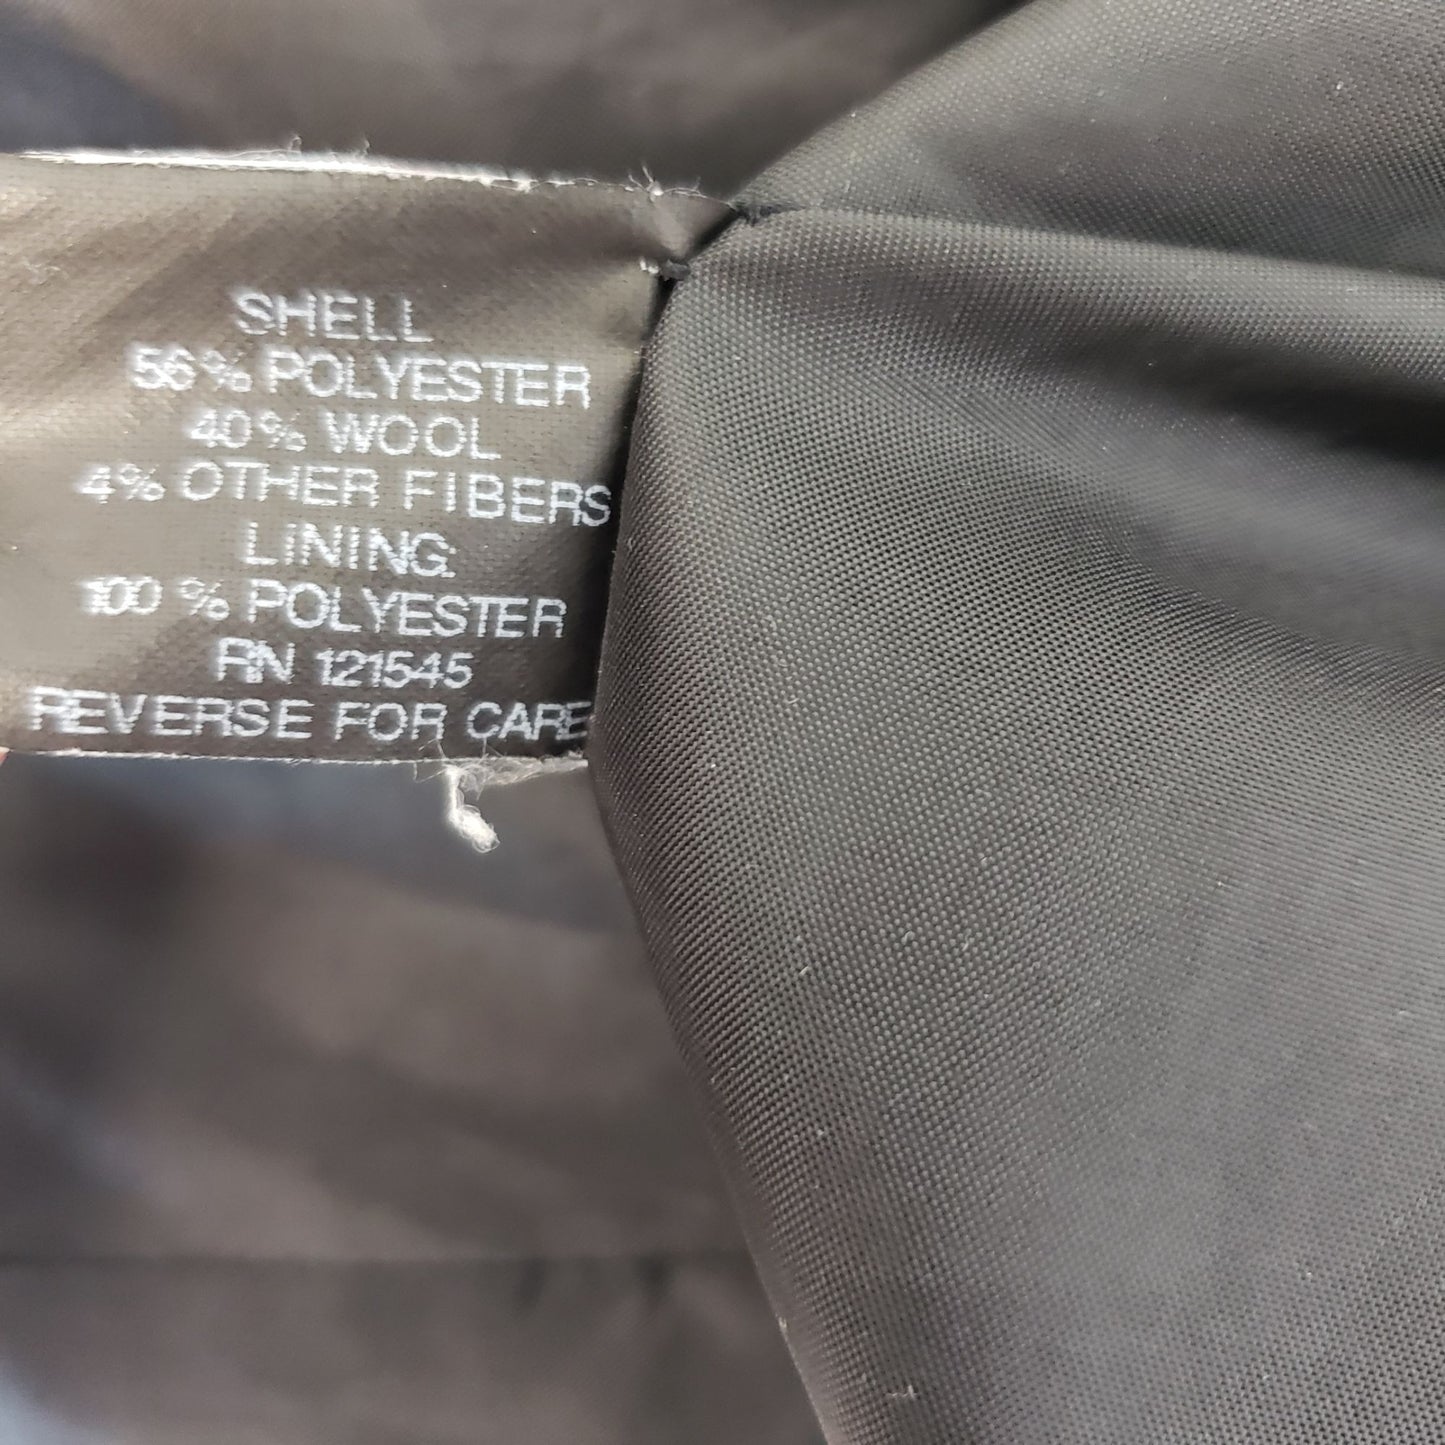 SHELL
56% POLYESTER
40% WOOL
4% OTHER FIBERS
LINING:
100 % POLYESTER
RN 121545
REVERSE FOR CARE